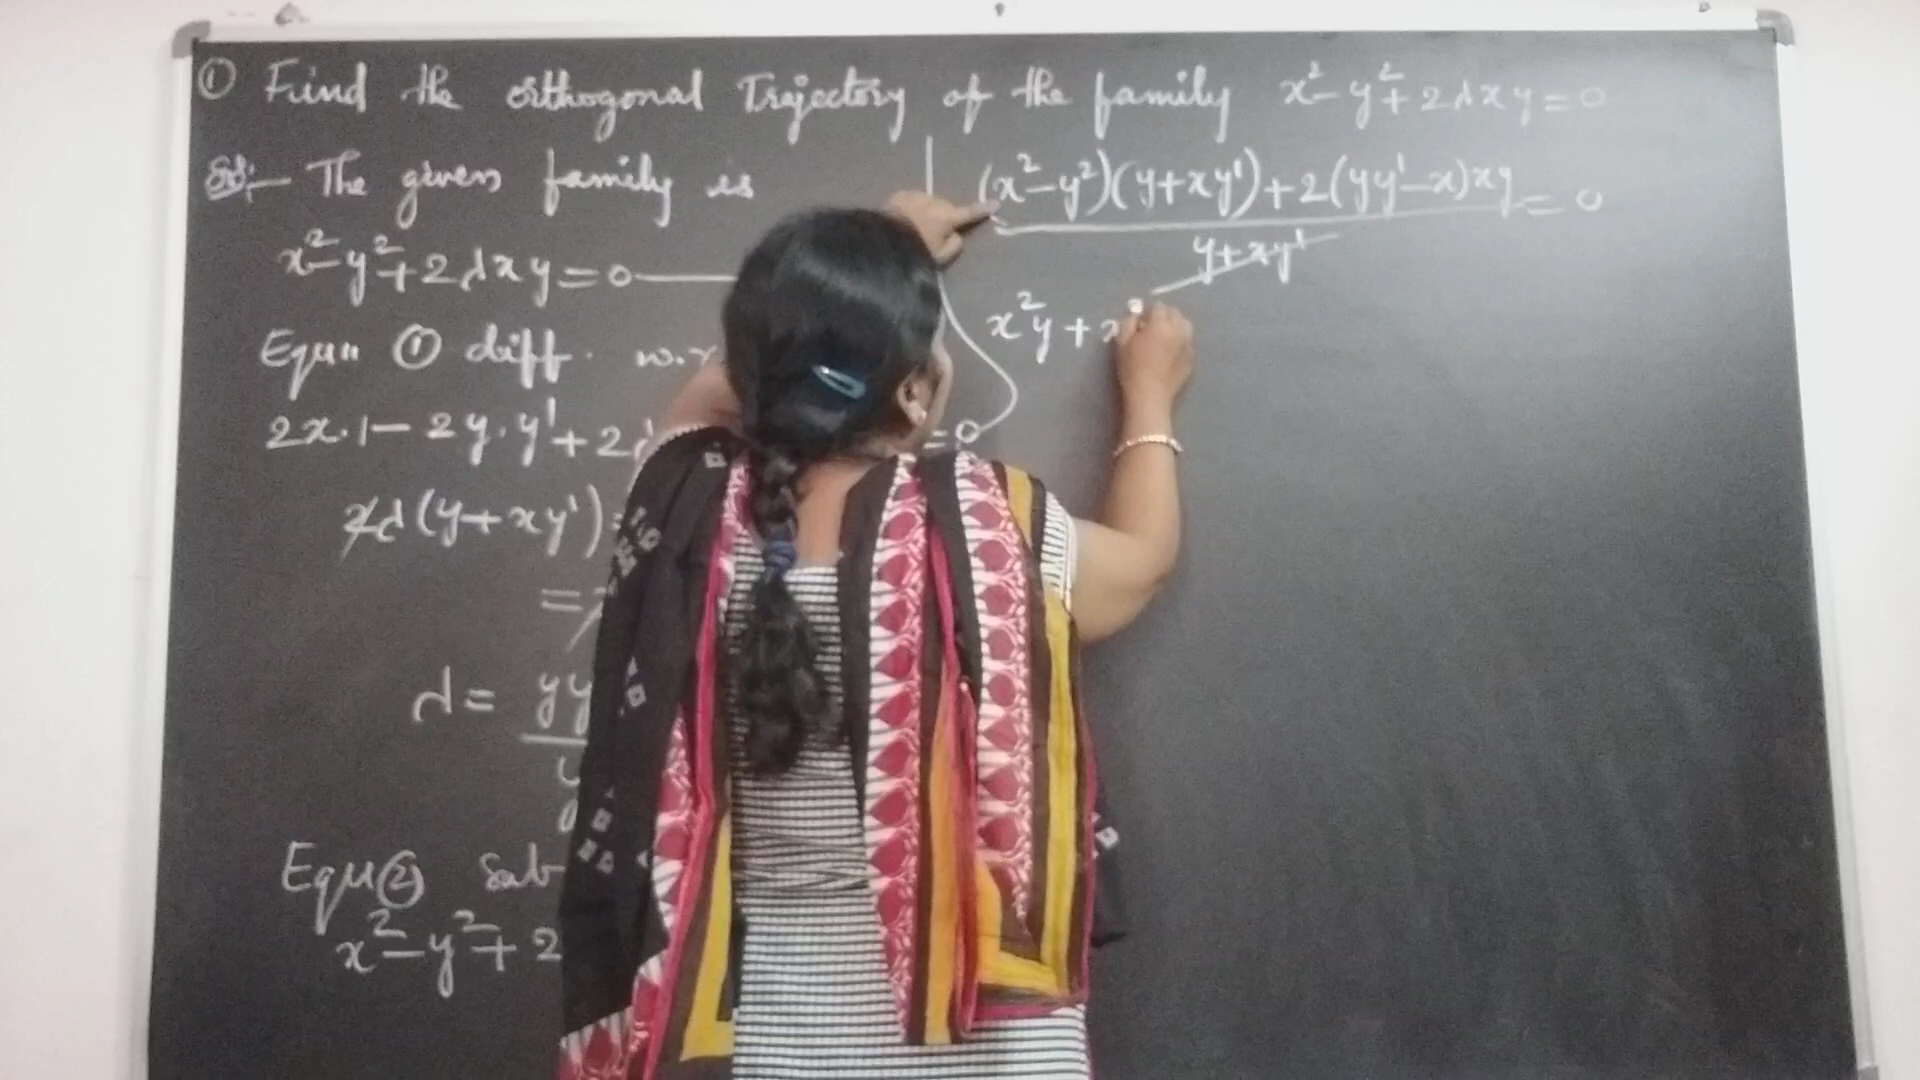 ① Find the orthogonal Trajectory of the family x²-y²+2λxy=0
Sol:- The given family is
x²-y²+2λxy=0
Equn ① diff. w.r
2x.1-2y.y'+2λ =0
2λ(y+xy')=
=
λ= yy
y
Equ② Sub
x²-y²+2
(x²-y²)(y+xy')+2(yy'-x)xy =0
y+xy'
x²y+x